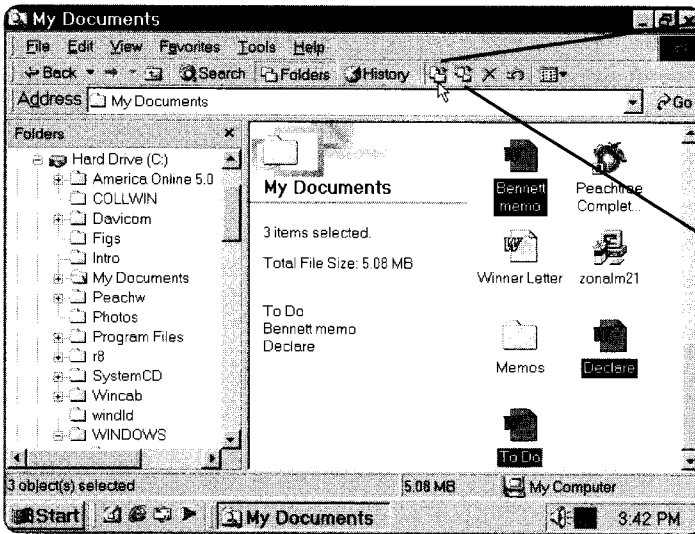 My Documents
File Edit View Favorites Tools Help
Back Search Folders History
Address My Documents Go
Folders
Hard Drive (C:)
America Online 5.0
COLLWIN
Davicom
Figs
Intro
My Documents
Peachw
Photos
Program Files
r8
SystemCD
Wincab
windld
WINDOWS
My Documents
3 items selected.
Total File Size: 5.08 MB
To Do
Bennett memo
Declare
Bennett
memo
Peachtree
Complet...
Winner Letter
zonalm21
Memos
Declare
To Do
3 object(s) selected 5.08 MB My Computer
Start My Documents 3:42 PM